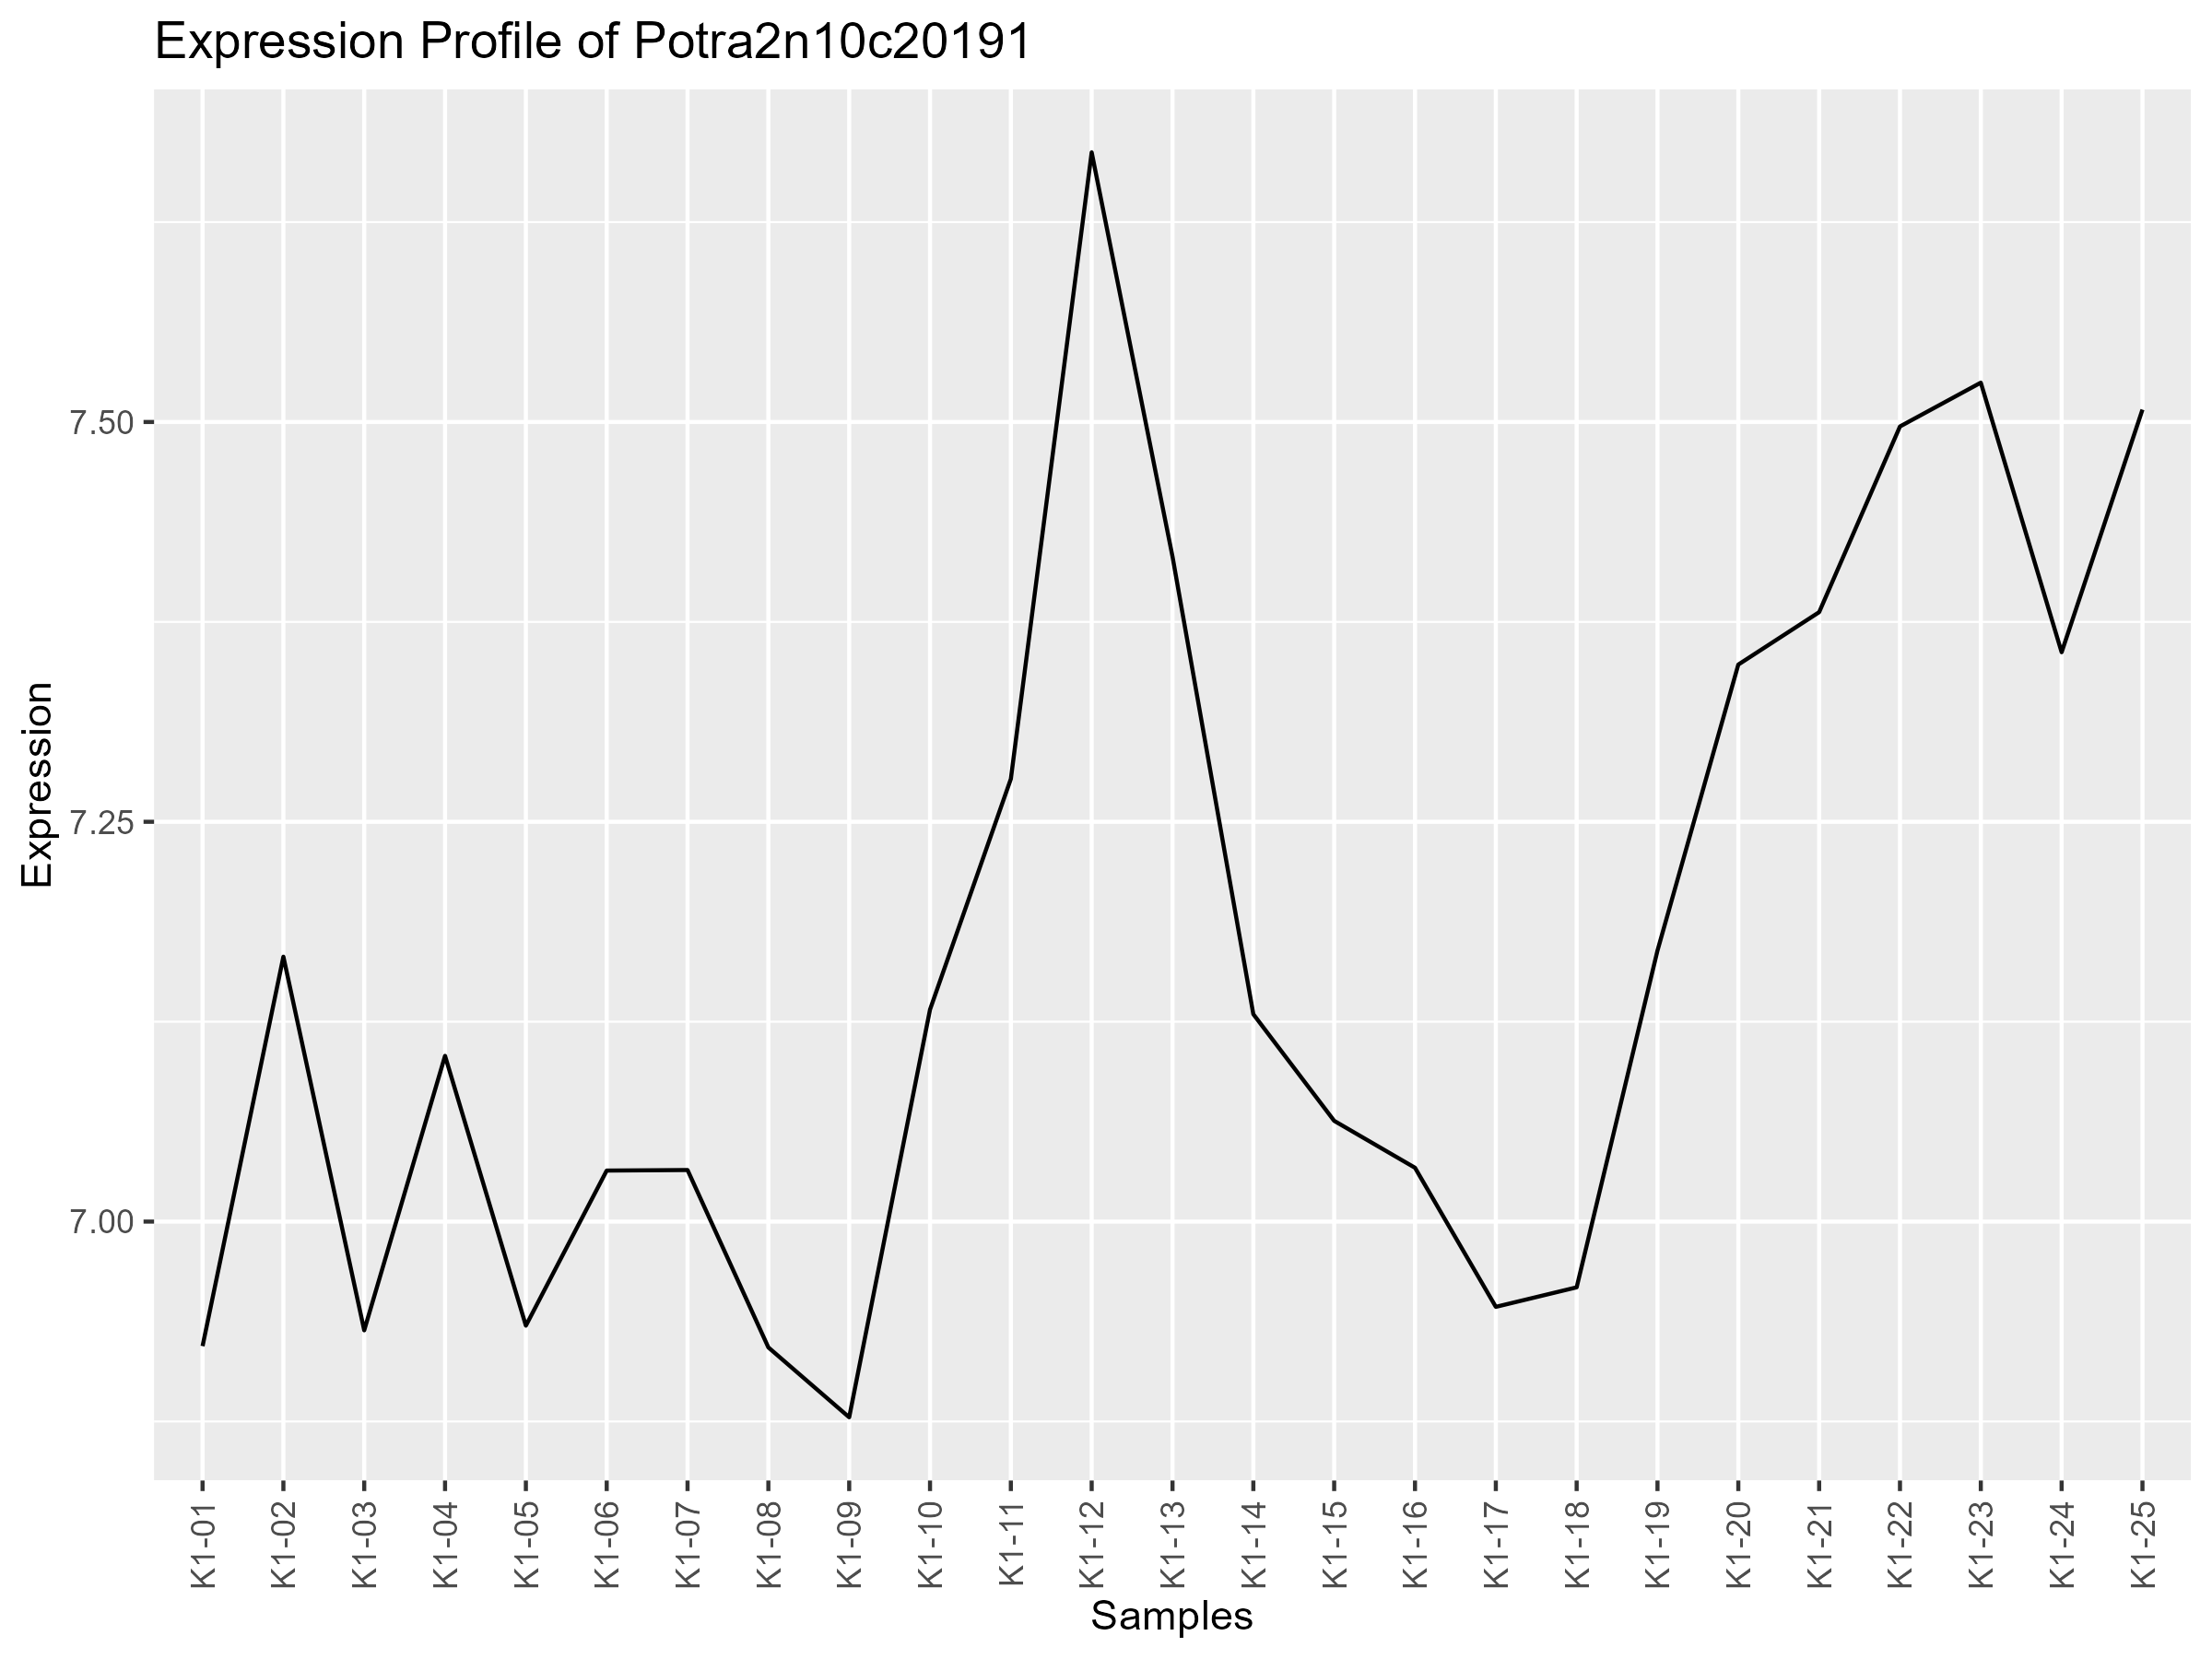 Expression Profile of Potra2n10c20191
Expression
7.50
7.25
7.00
K1-01
K1-02
K1-03
K1-04
K1-05
K1-06
K1-07
K1-08
K1-09
K1-10
K1-11
K1-12
K1-13
K1-14
K1-15
K1-16
K1-17
K1-18
K1-19
K1-20
K1-21
K1-22
K1-23
K1-24
K1-25
Samples